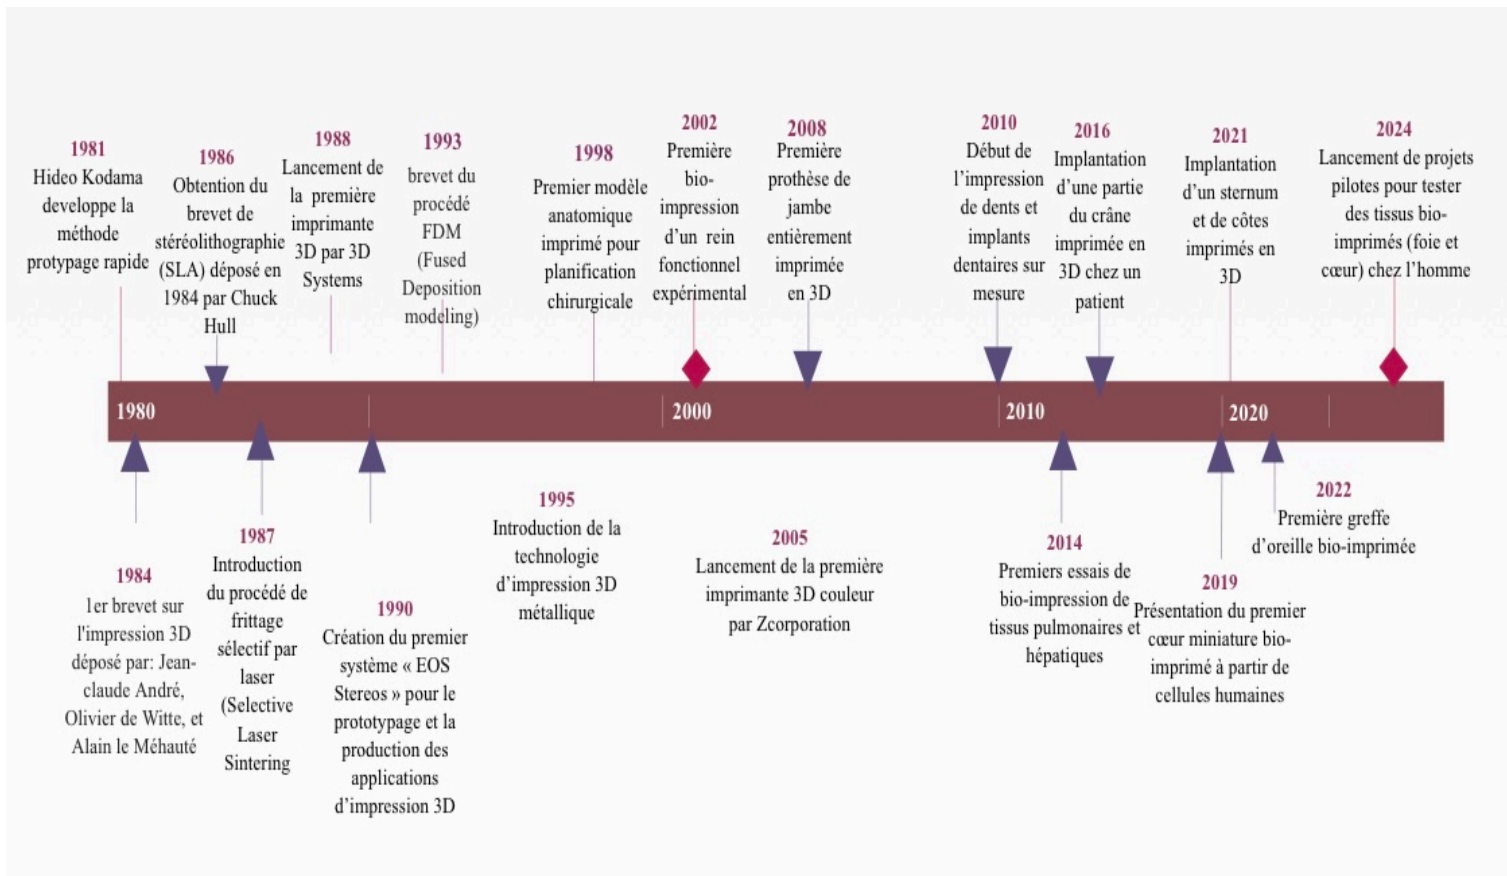 1981
Hideo Kodama
developpe la
méthode
protypage rapide
1986
Obtention du
brevet de
stéréolithographie
(SLA) déposé en
1984 par Chuck
Hull
1988
Lancement de
la première
imprimante
3D par 3D
Systems
1993
brevet du
procédé
FDM
(Fused
Deposition
modeling)
1998
Premier modèle
anatomique
imprimé pour
planification
chirurgicale
2002
Première
bio-
impression
d’un rein
fonctionnel
expérimental
2008
Première
prothèse de
jambe
entièrement
imprimée
en 3D
2010
Début de
l’impression
de dents et
implants
dentaires sur
mesure
2016
Implantation
d’une partie
du crâne
imprimée en
3D chez un
patient
2021
Implantation
d’un sternum
et de côtes
imprimés en
3D
2024
Lancement de projets
pilotes pour tester
des tissus bio-
imprimés (foie et
cœur) chez l’homme
1980
2000
2010
2020
1984
1er brevet sur
l'impression 3D
déposé par: Jean-
claude André,
Olivier de Witte, et
Alain le Méhauté
1987
Introduction
du procédé de
frittage
sélectif par
laser
(Selective
Laser
Sintering
1990
Création du premier
système « EOS
Stereos » pour le
prototypage et la
production des
applications
d’impression 3D
1995
Introduction de la
technologie
d’impression 3D
métallique
2005
Lancement de la première
imprimante 3D couleur
par Zcorporation
2014
Premiers essais de
bio-impression de
tissus pulmonaires et
hépatiques
2019
Présentation du premier
cœur miniature bio-
imprimé à partir de
cellules humaines
2022
Première greffe
d’oreille bio-imprimée